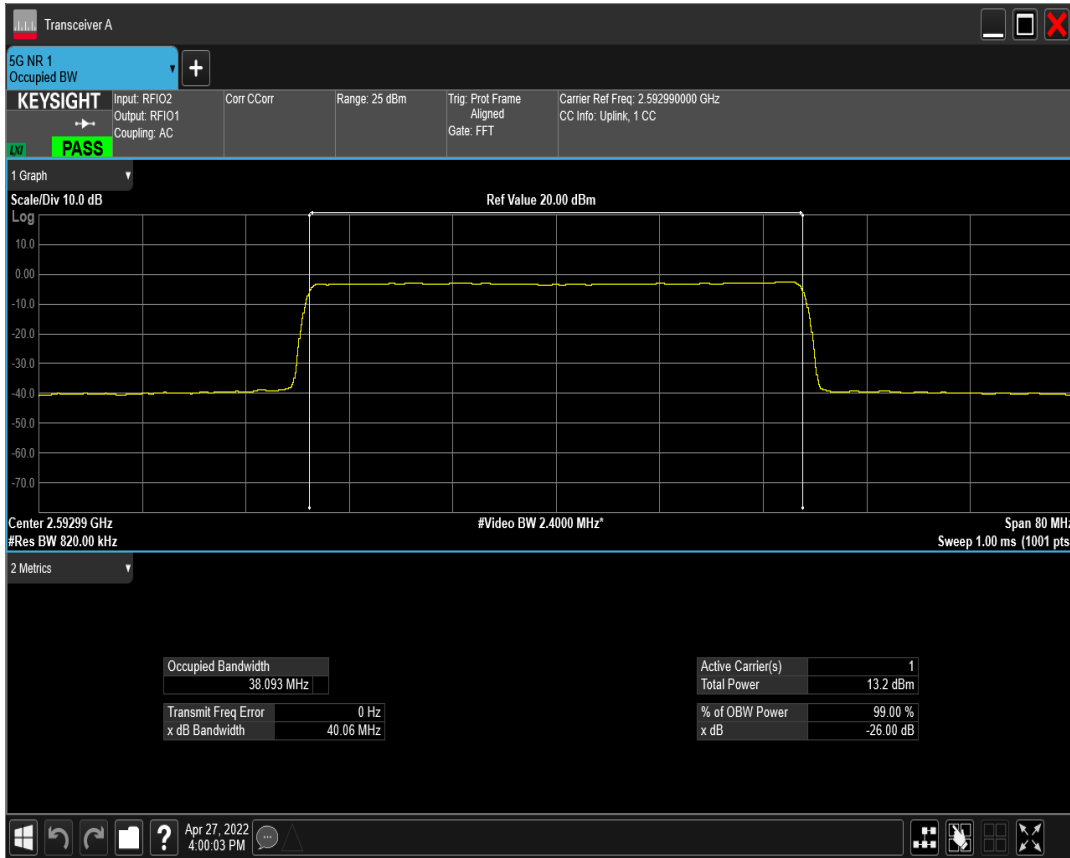 Transceiver A
5G NR 1
Occupied BW
KEYSIGHT
Input: RFIO2
Output: RFIO1
Coupling: AC
Corr CCorr
Range: 25 dBm
Trig: Prot Frame
Aligned
Gate: FFT
Carrier Ref Freq: 2.592990000 GHz
CC Info: Uplink, 1 CC
LXI
PASS
1 Graph
Scale/Div 10.0 dB
Ref Value 20.00 dBm
Log
10.0
0.00
-10.0
-20.0
-30.0
-40.0
-50.0
-60.0
-70.0
Center 2.59299 GHz
#Video BW 2.4000 MHz*
Span 80 MHz
#Res BW 820.00 kHz
Sweep 1.00 ms (1001 pts
2 Metrics
Occupied Bandwidth
38.093 MHz
Transmit Freq Error 0 Hz
x dB Bandwidth 40.06 MHz
Active Carrier(s) 1
Total Power 13.2 dBm
% of OBW Power 99.00 %
x dB -26.00 dB
?
Apr 27, 2022
4:00:03 PM